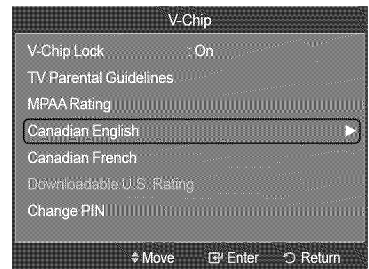 V-Chip
V-Chip Lock : On
TV Parental Guidelines
MPAA Rating
Canadian English
Canadian French
Downloadable U.S. Rating
Change PIN
Move Enter Return